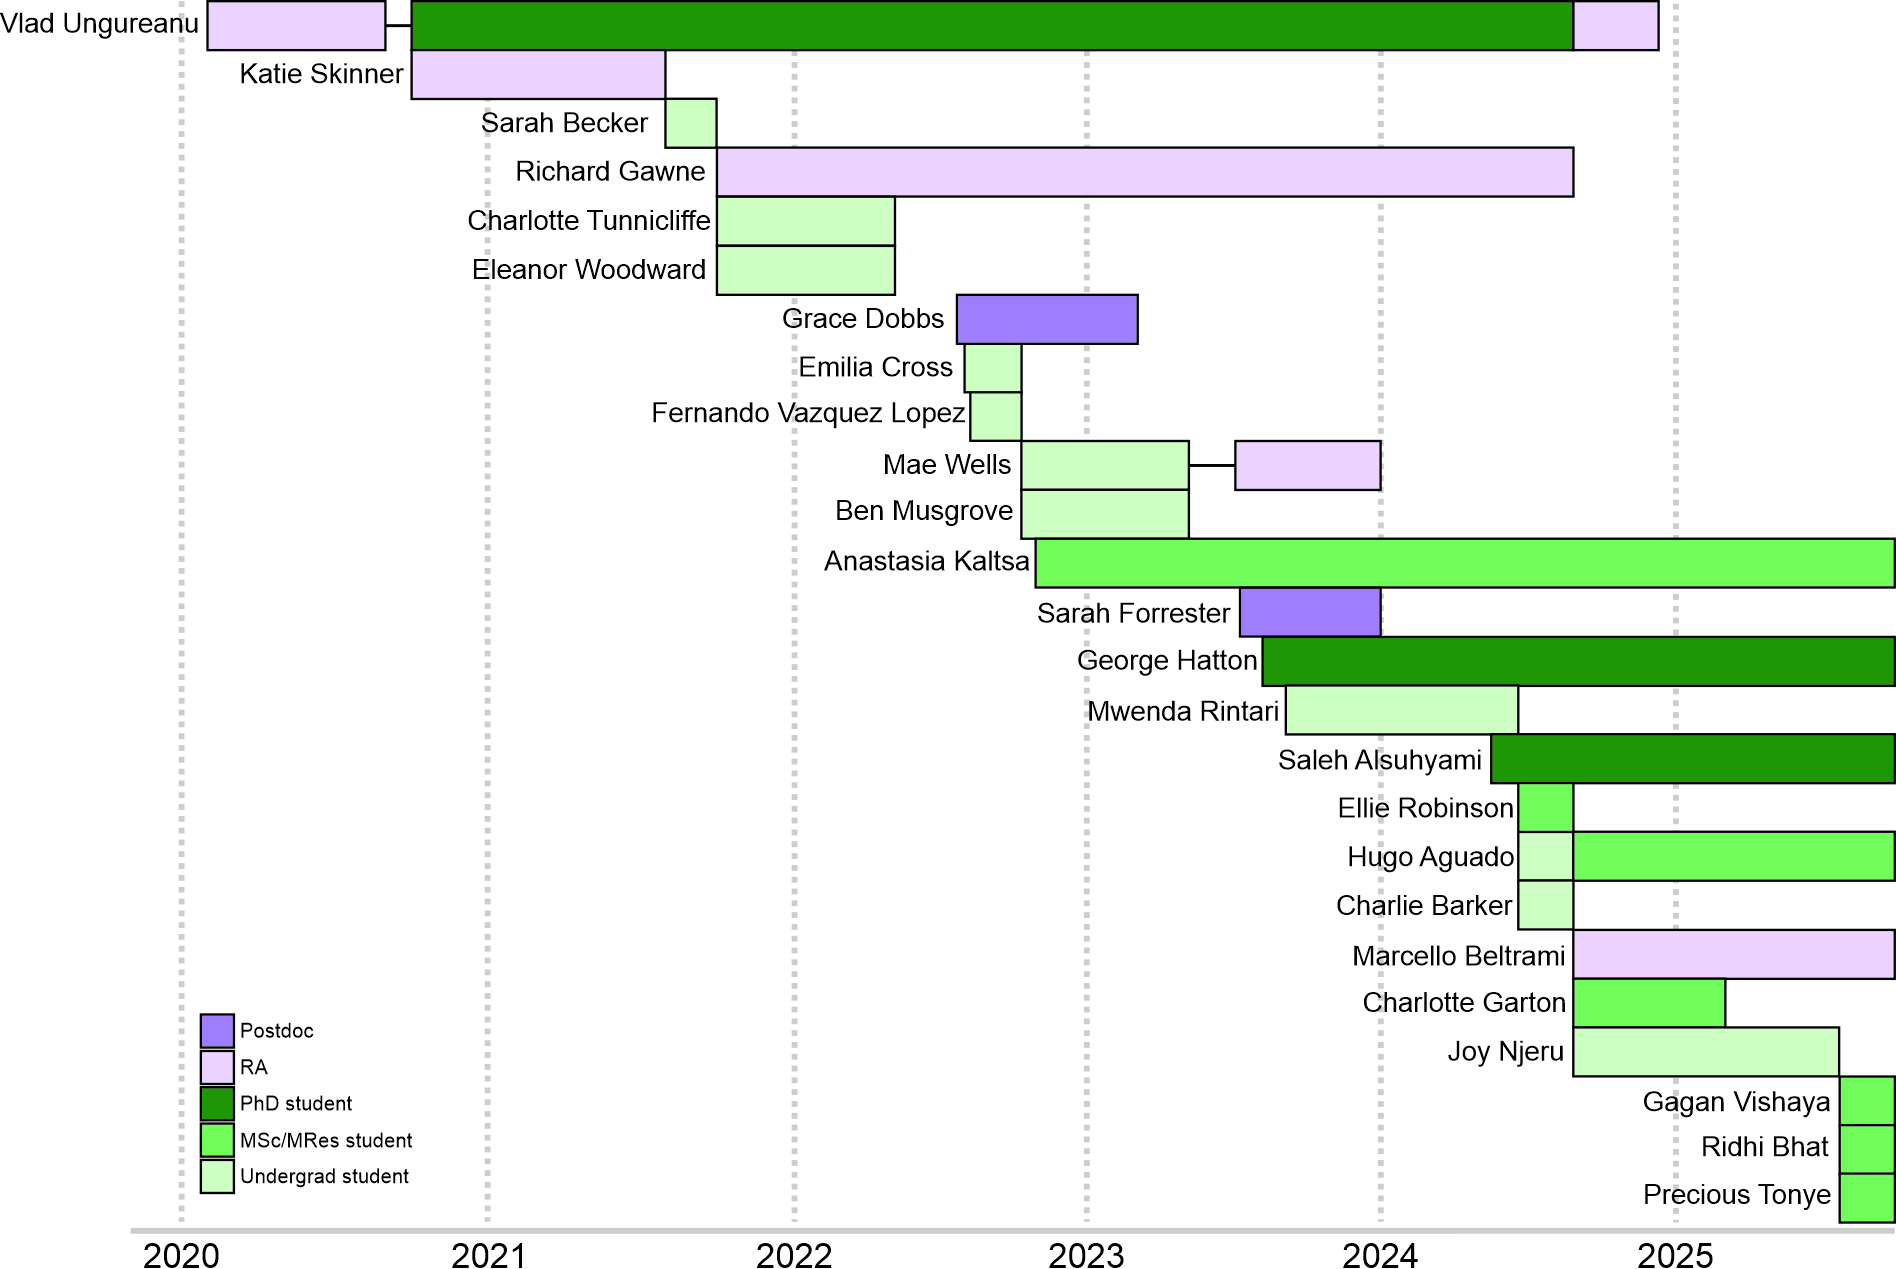 Vlad Ungureanu
Katie Skinner
Sarah Becker
Richard Gawne
Charlotte Tunnicliffe
Eleanor Woodward
Grace Dobbs
Emilia Cross
Fernando Vazquez Lopez
Mae Wells
Ben Musgrove
Anastasia Kaltsa
Sarah Forrester
George Hatton
Mwenda Rintari
Saleh Alsuhyami
Ellie Robinson
Hugo Aguado
Charlie Barker
Marcello Beltrami
Charlotte Garton
Joy Njeru
Gagan Vishaya
Ridhi Bhat
Precious Tonye
Postdoc
RA
PhD student
MSc/MRes student
Undergrad student
2020 2021 2022 2023 2024 2025